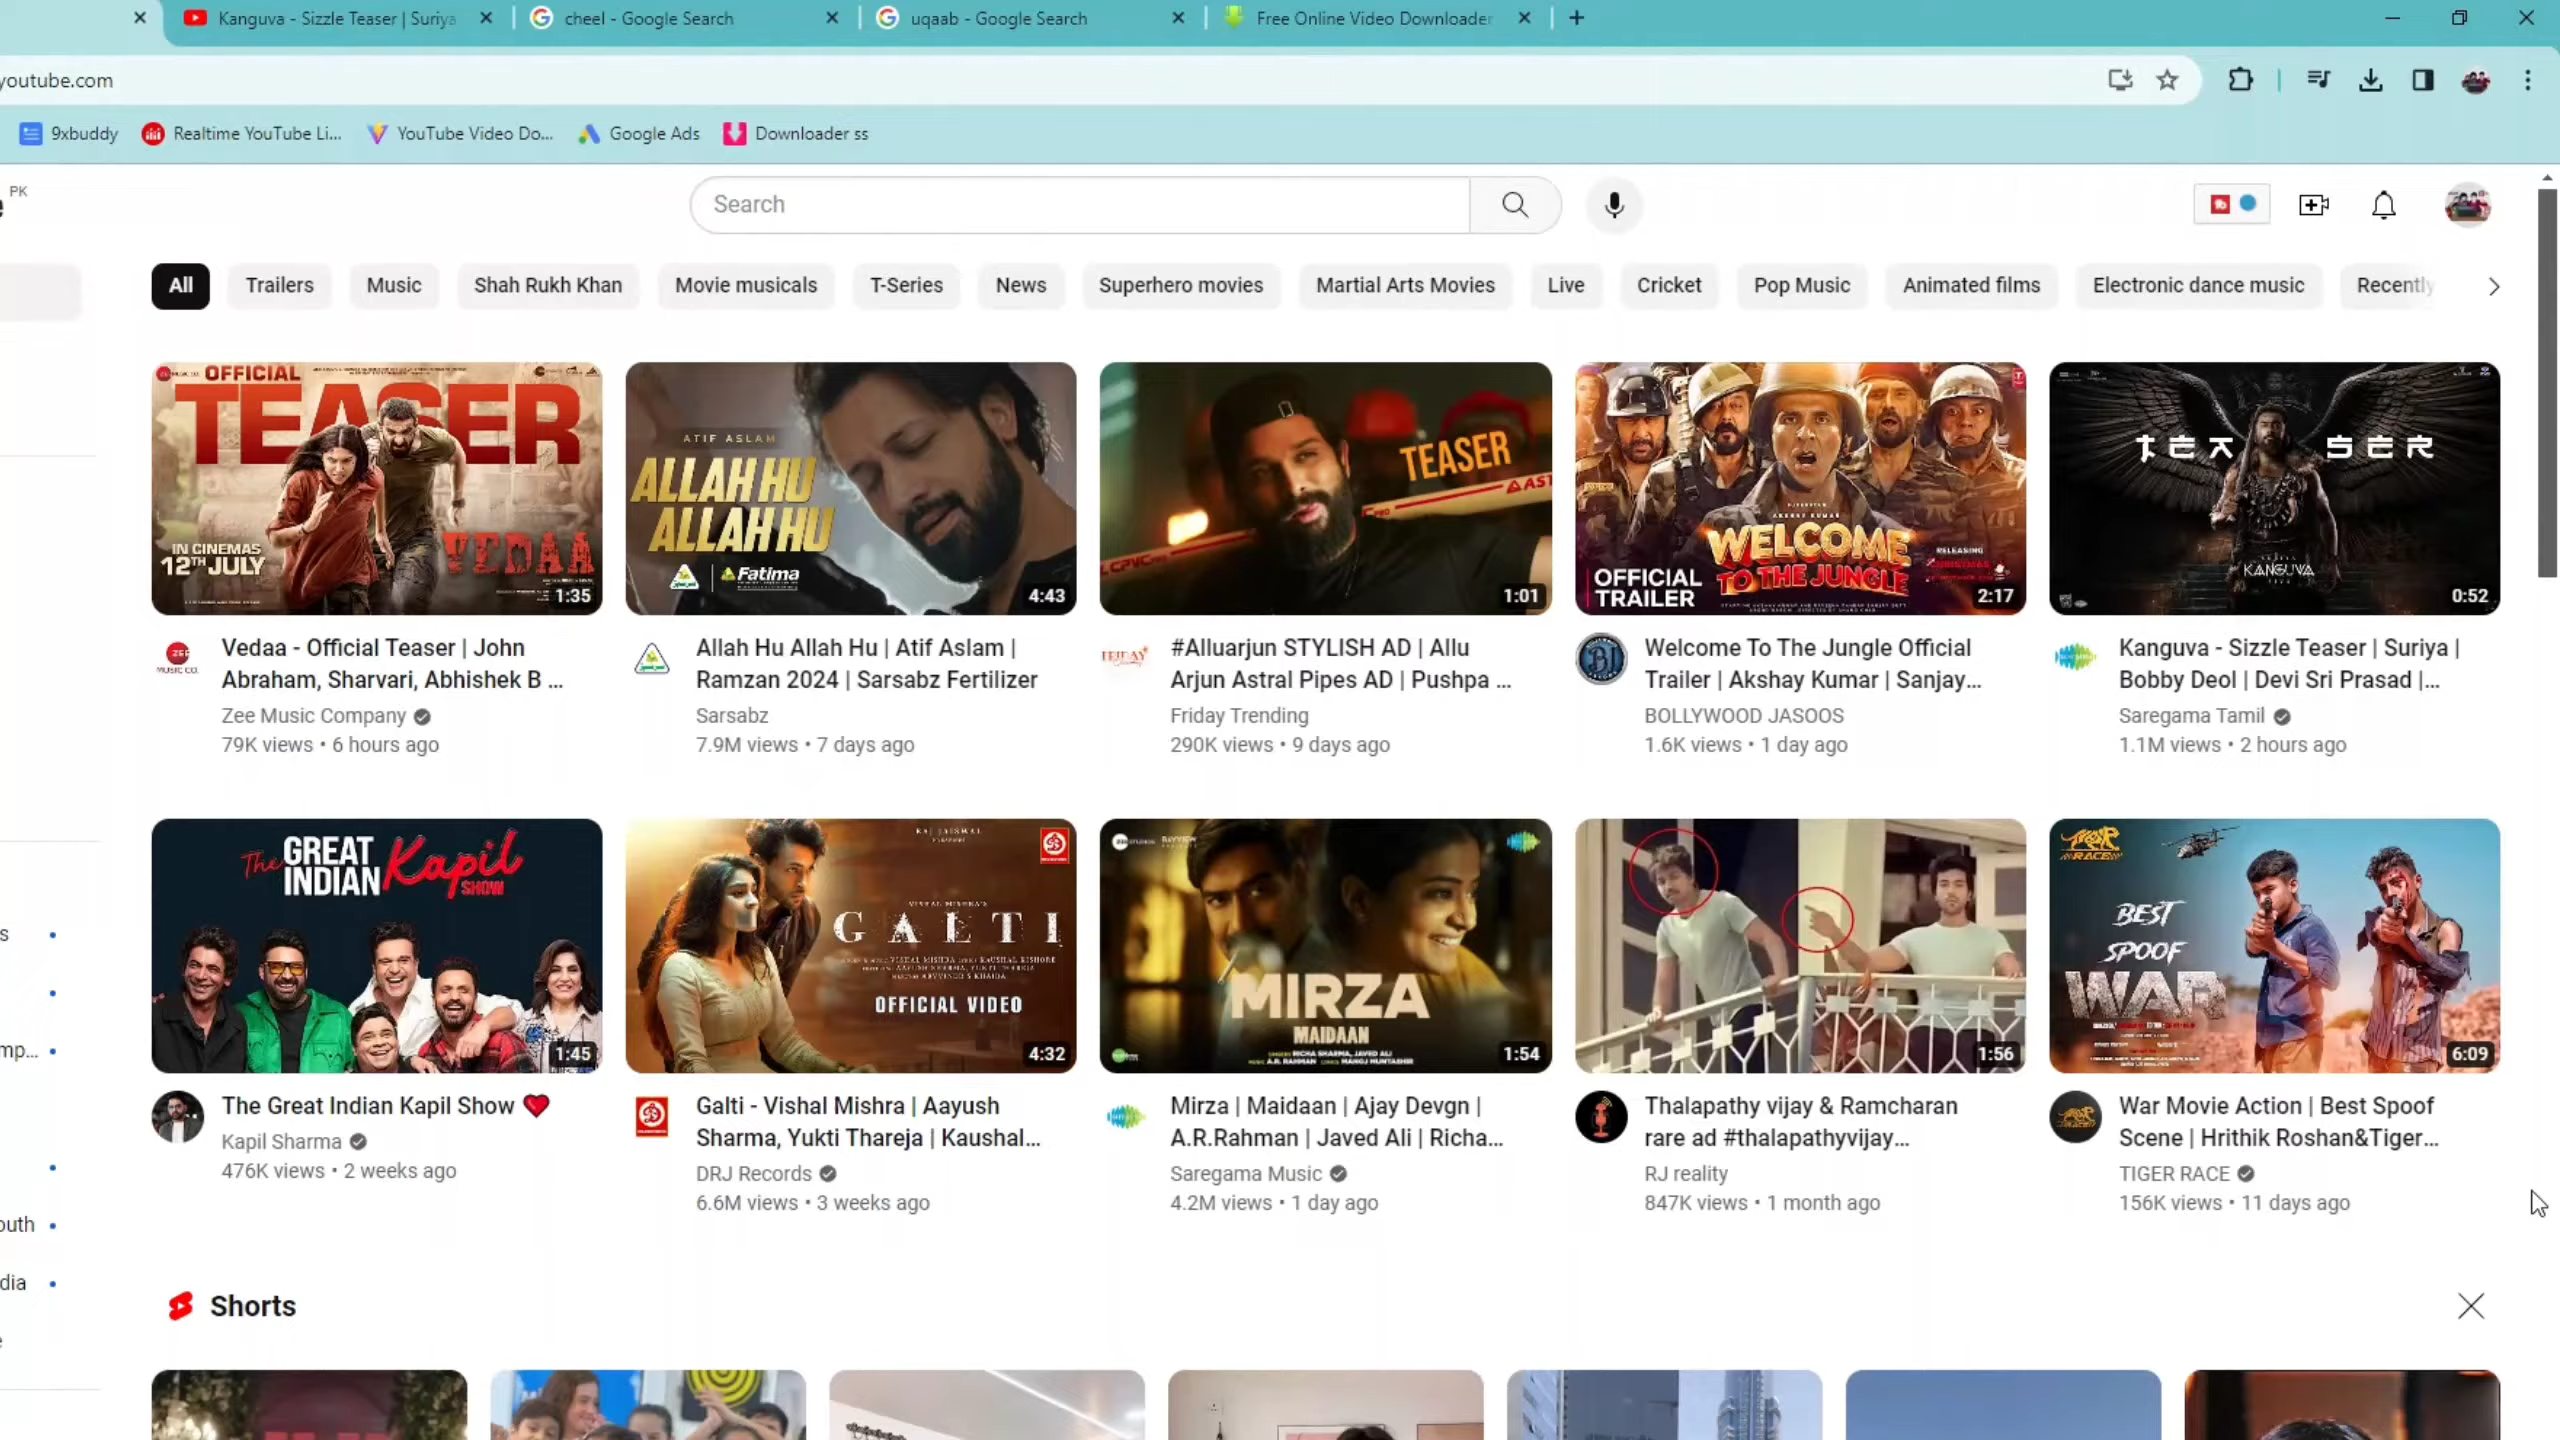 Kanguva - Sizzle Teaser | Suriya
cheel - Google Search
uqaab - Google Search
Free Online Video Downloader
youtube.com
9xbuddy
Realtime YouTube Li...
YouTube Video Do...
Google Ads
Downloader ss
PK
Search
All
Trailers
Music
Shah Rukh Khan
Movie musicals
T-Series
News
Superhero movies
Martial Arts Movies
Live
Cricket
Pop Music
Animated films
Electronic dance music
Recently
OFFICIAL
TEASER
IN CINEMAS
12TH JULY
VEDAA
1:35
ATIF ASLAM
ALLAH HU
ALLAH HU
Fatima
4:43
TEASER
1:01
WELCOME
TO THE JUNGLE
OFFICIAL
TRAILER
RELEASING
2:17
TEASER
KANGUVA
0:52
ZEE
MUSIC CO.
Vedaa - Official Teaser | John
Abraham, Sharvari, Abhishek B ...
Zee Music Company
79K views • 6 hours ago
Allah Hu Allah Hu | Atif Aslam |
Ramzan 2024 | Sarsabz Fertilizer
Sarsabz
7.9M views • 7 days ago
#Alluarjun STYLISH AD | Allu
Arjun Astral Pipes AD | Pushpa ...
Friday Trending
290K views • 9 days ago
Welcome To The Jungle Official
Trailer | Akshay Kumar | Sanjay...
BOLLYWOOD JASOOS
1.6K views • 1 day ago
Kanguva - Sizzle Teaser | Suriya |
Bobby Deol | Devi Sri Prasad |...
Saregama Tamil
1.1M views • 2 hours ago
The GREAT
INDIAN Kapil
SHOW
1:45
VISHAL MISHRA'S
GALTI
OFFICIAL VIDEO
4:32
MIRZA
MAIDAAN
1:54
1:56
TIGER
RACE
BEST
SPOOF
WAR
6:09
The Great Indian Kapil Show ❤️
Kapil Sharma
476K views • 2 weeks ago
Galti - Vishal Mishra | Aayush
Sharma, Yukti Thareja | Kaushal...
DRJ Records
6.6M views • 3 weeks ago
Mirza | Maidaan | Ajay Devgn |
A.R.Rahman | Javed Ali | Richa...
Saregama Music
4.2M views • 1 day ago
Thalapathy vijay & Ramcharan
rare ad #thalapathyvijay...
RJ reality
847K views • 1 month ago
War Movie Action | Best Spoof
Scene | Hrithik Roshan&Tiger...
TIGER RACE
156K views • 11 days ago
s
mp...
outh
dia
Shorts